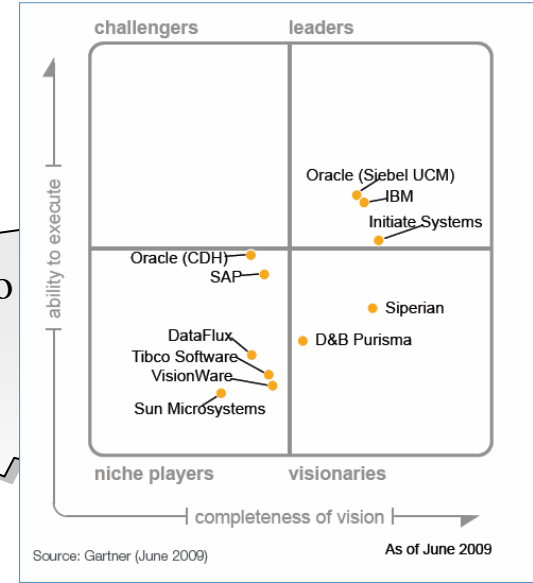 challengers
leaders
ability to execute
Oracle (Siebel UCM)
IBM
Initiate Systems
Oracle (CDH)
SAP
Siperian
D&B Purisma
DataFlux
Tibco Software
VisionWare
Sun Microsystems
niche players
visionaries
completeness of vision
Source: Gartner (June 2009)
As of June 2009
o